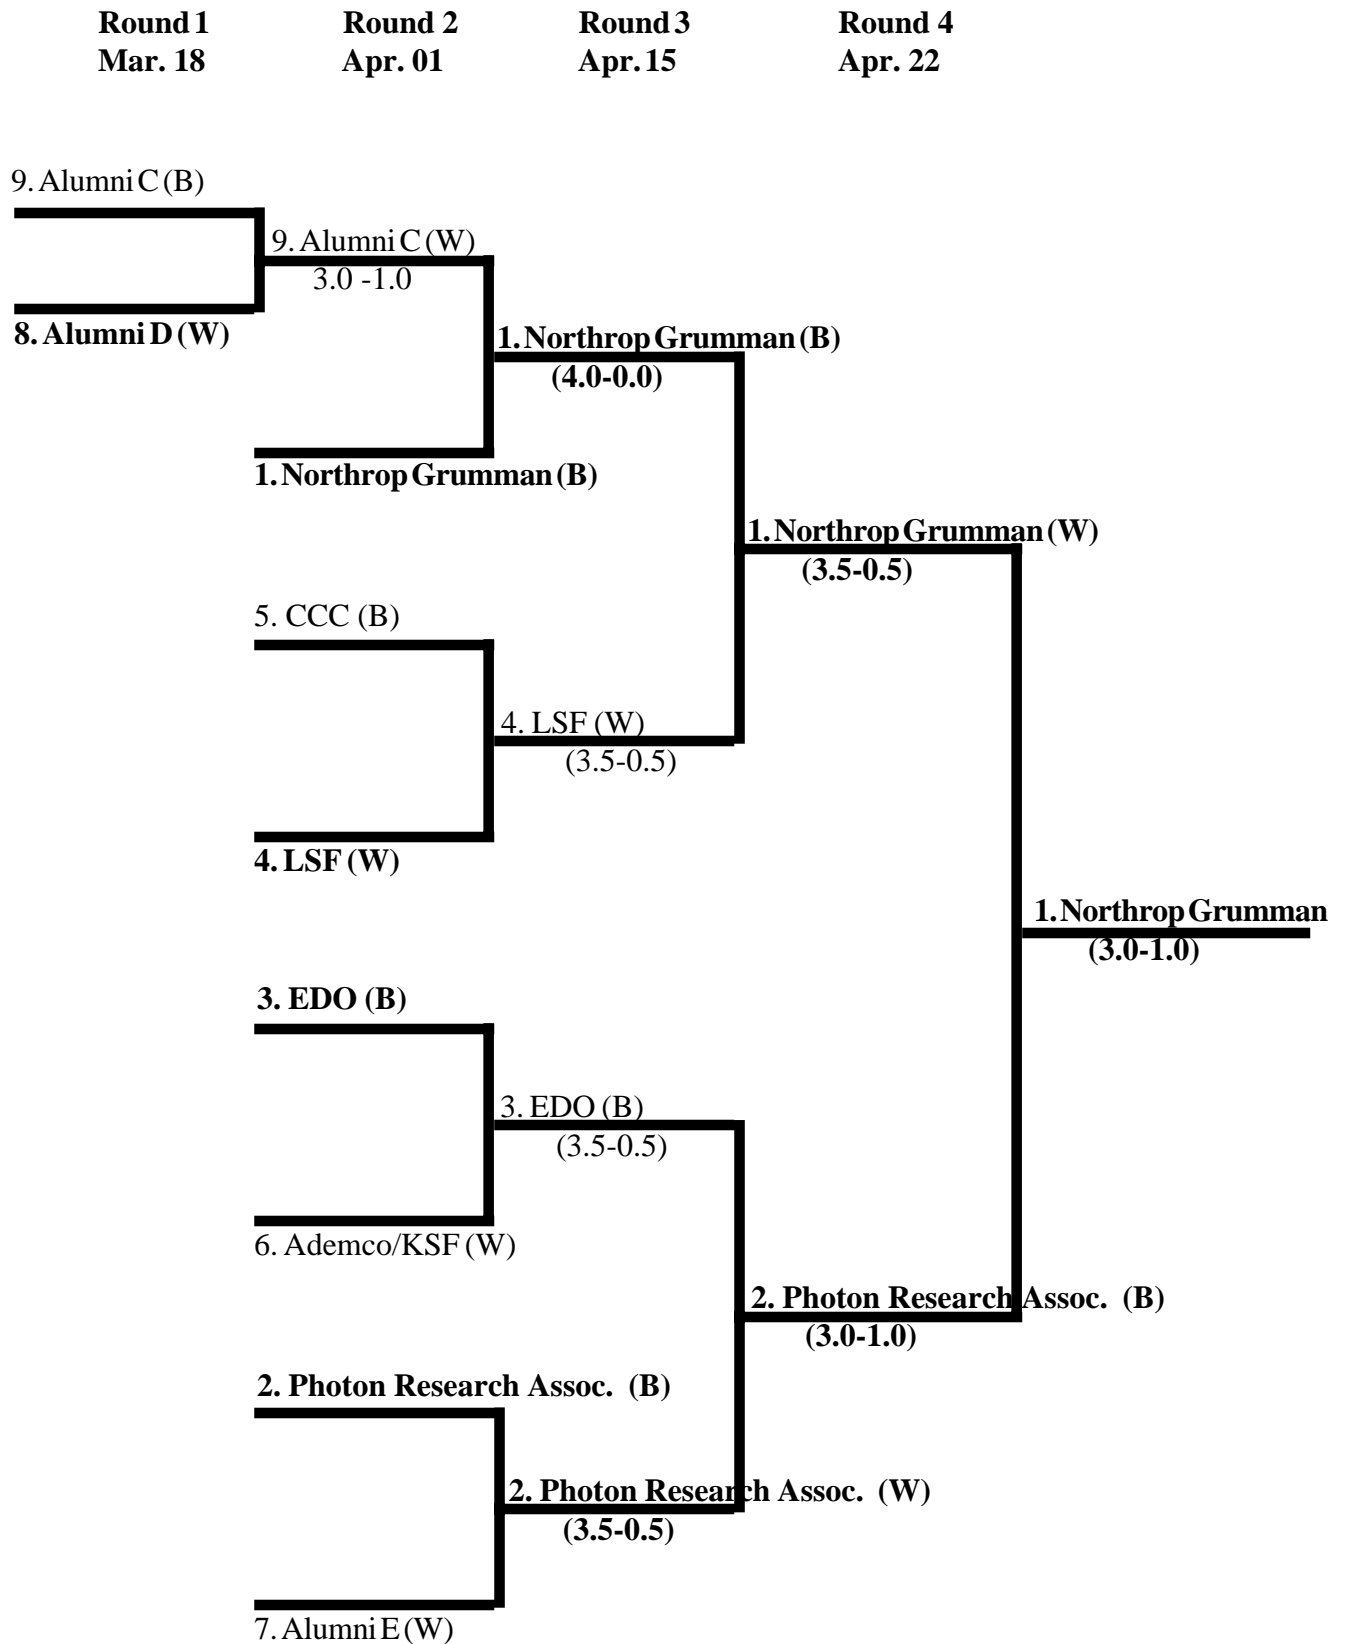 Round 1 Round 2 Round 3 Round 4
Mar. 18 Apr. 01 Apr. 15 Apr. 22
9. Alumni C (B)
9. Alumni C (W)
3.0 -1.0
8. Alumni D (W)
1. Northrop Grumman (B)
(4.0-0.0)
1. Northrop Grumman (B)
1. Northrop Grumman (W)
(3.5-0.5)
5. CCC (B)
4. LSF (W)
(3.5-0.5)
4. LSF (W)
1. Northrop Grumman
(3.0-1.0)
3. EDO (B)
3. EDO (B)
(3.5-0.5)
6. Ademco/KSF (W)
2. Photon Research Assoc. (B)
(3.0-1.0)
2. Photon Research Assoc. (B)
2. Photon Research Assoc. (W)
(3.5-0.5)
7. Alumni E (W)